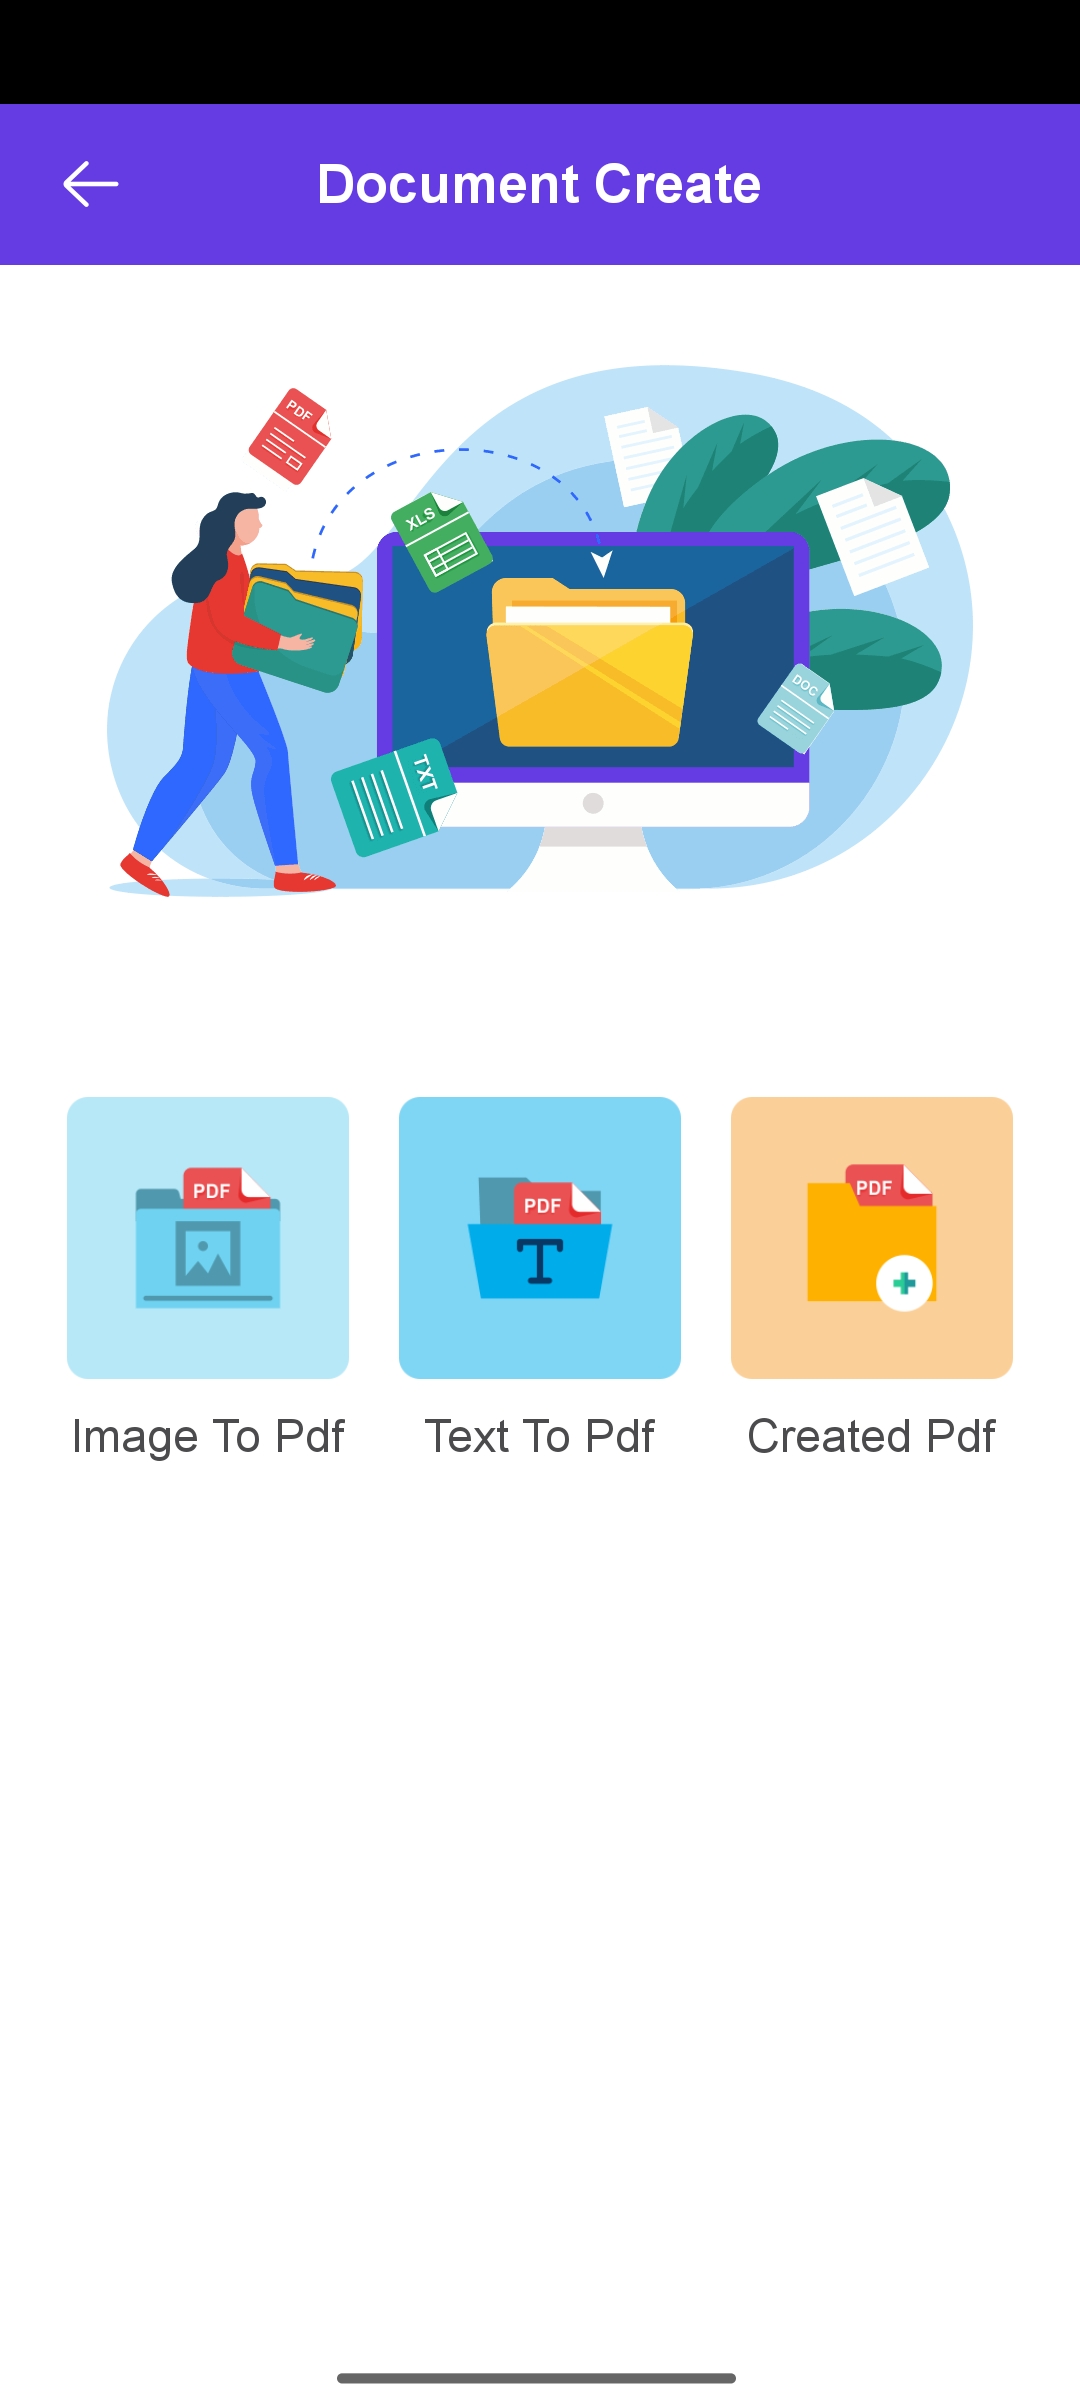 Document Create
PDF
XLS
DOC
TXT
PDF
PDF
PDF
T
Image To Pdf
Text To Pdf
Created Pdf